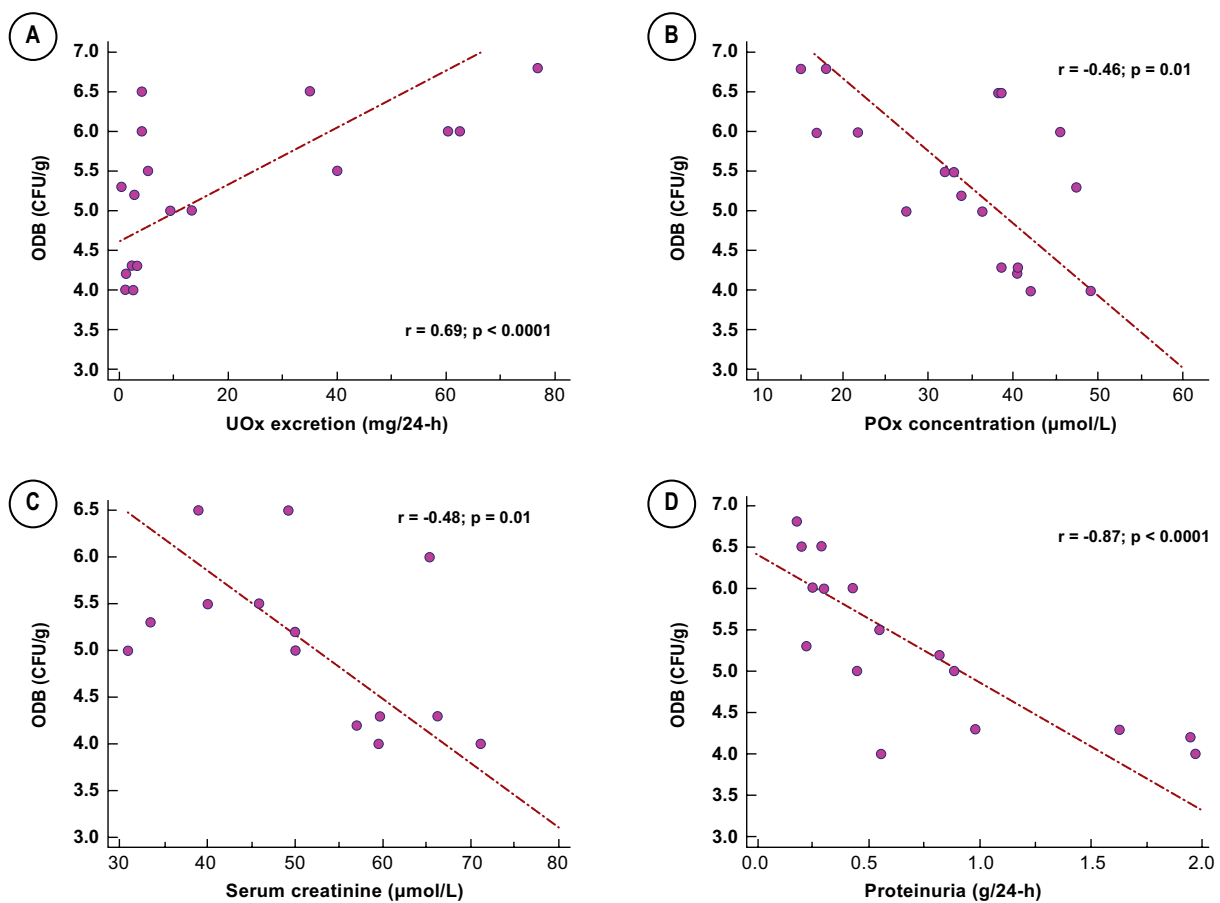 A
7.0
6.5
6.0
5.5
5.0
4.5
4.0
3.5
3.0
ODB (CFU/g)
r = 0.69; p < 0.0001
0 20 40 60 80
UOx excretion (mg/24-h)
B
7.0
6.5
6.0
5.5
5.0
4.5
4.0
3.5
3.0
ODB (CFU/g)
r = -0.46; p = 0.01
10 20 30 40 50 60
POx concentration (µmol/L)
C
6.5
6.0
5.5
5.0
4.5
4.0
3.5
3.0
ODB (CFU/g)
r = -0.48; p = 0.01
30 40 50 60 70 80
Serum creatinine (µmol/L)
D
7.0
6.5
6.0
5.5
5.0
4.5
4.0
3.5
3.0
ODB (CFU/g)
r = -0.87; p < 0.0001
0.0 0.5 1.0 1.5 2.0
Proteinuria (g/24-h)